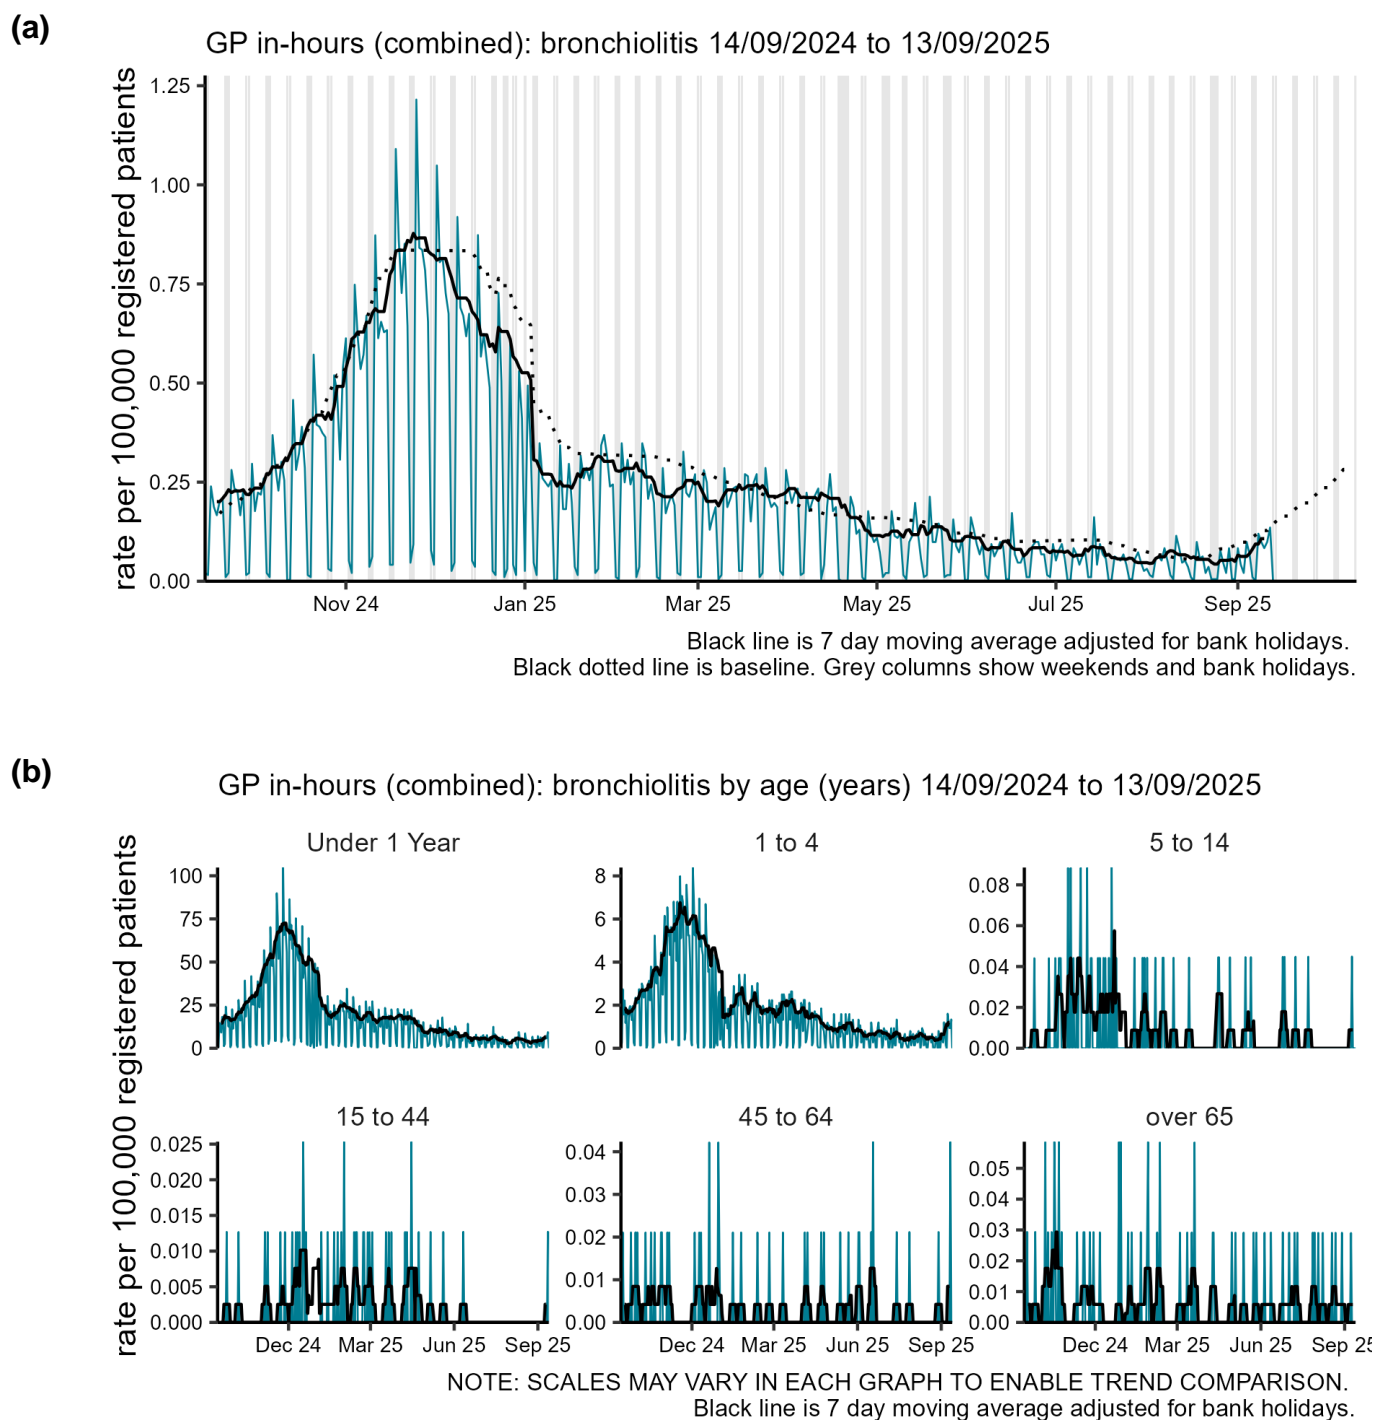 (a)
GP in-hours (combined): bronchiolitis 14/09/2024 to 13/09/2025
rate per 100,000 registered patients
1.25
1.00
0.75
0.50
0.25
0.00
Nov 24 Jan 25 Mar 25 May 25 Jul 25 Sep 25
Black line is 7 day moving average adjusted for bank holidays.
Black dotted line is baseline. Grey columns show weekends and bank holidays.
(b)
GP in-hours (combined): bronchiolitis by age (years) 14/09/2024 to 13/09/2025
rate per 100,000 registered patients
Under 1 Year
100
75
50
25
0
1 to 4
8
6
4
2
0
5 to 14
0.08
0.06
0.04
0.02
0.00
15 to 44
0.025
0.020
0.015
0.010
0.005
0.000
Dec 24 Mar 25 Jun 25 Sep 25
45 to 64
0.04
0.03
0.02
0.01
0.00
Dec 24 Mar 25 Jun 25 Sep 25
over 65
0.05
0.04
0.03
0.02
0.01
0.00
Dec 24 Mar 25 Jun 25 Sep 25
NOTE: SCALES MAY VARY IN EACH GRAPH TO ENABLE TREND COMPARISON.
Black line is 7 day moving average adjusted for bank holidays.